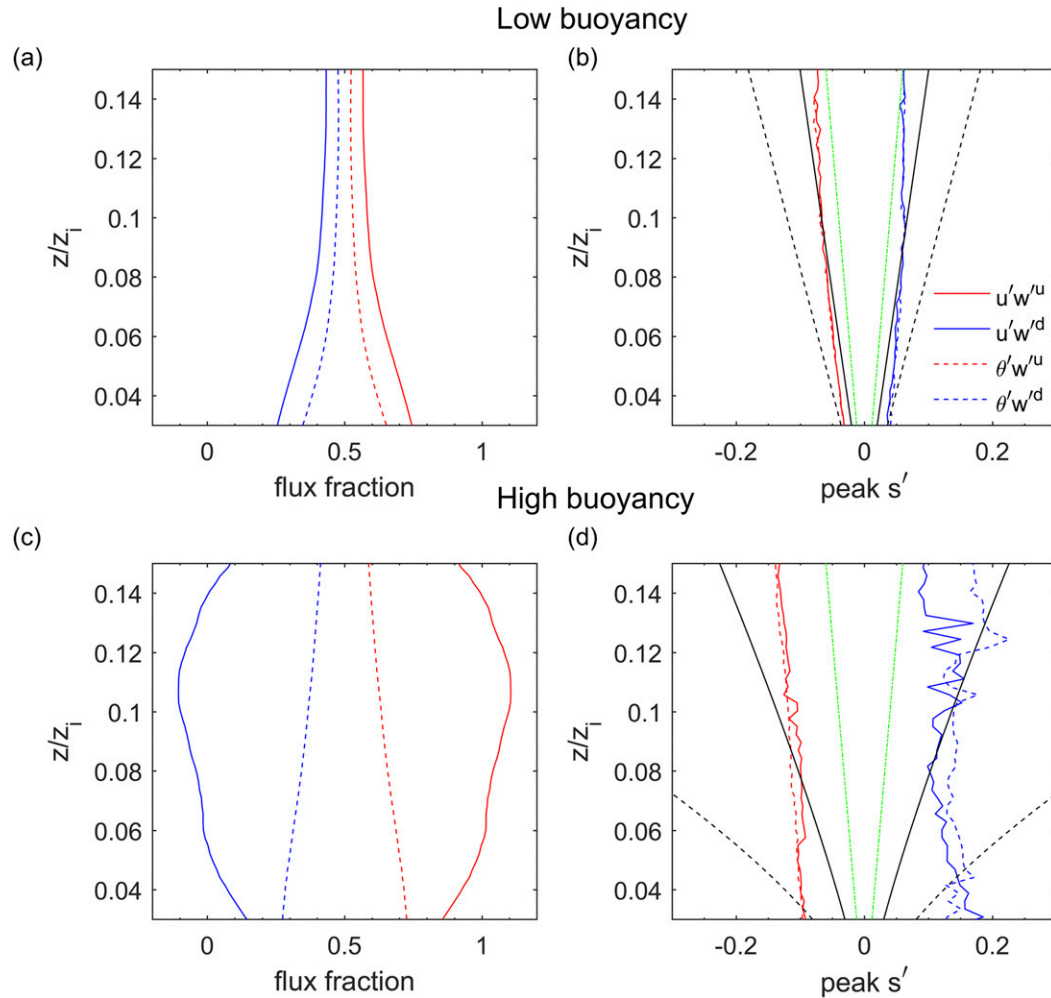 Low buoyancy
(a)
(b)
0.14
0.12
0.1
0.08
0.06
0.04
z/z_i
0
0.5
1
flux fraction
0.14
0.12
0.1
0.08
0.06
0.04
z/z_i
u′w′ᵘ
u′w′ᵈ
θ′w′ᵘ
θ′w′ᵈ
-0.2
0
0.2
peak s′
High buoyancy
(c)
(d)
0.14
0.12
0.1
0.08
0.06
0.04
z/z_i
0
0.5
1
flux fraction
0.14
0.12
0.1
0.08
0.06
0.04
z/z_i
-0.2
0
0.2
peak s′